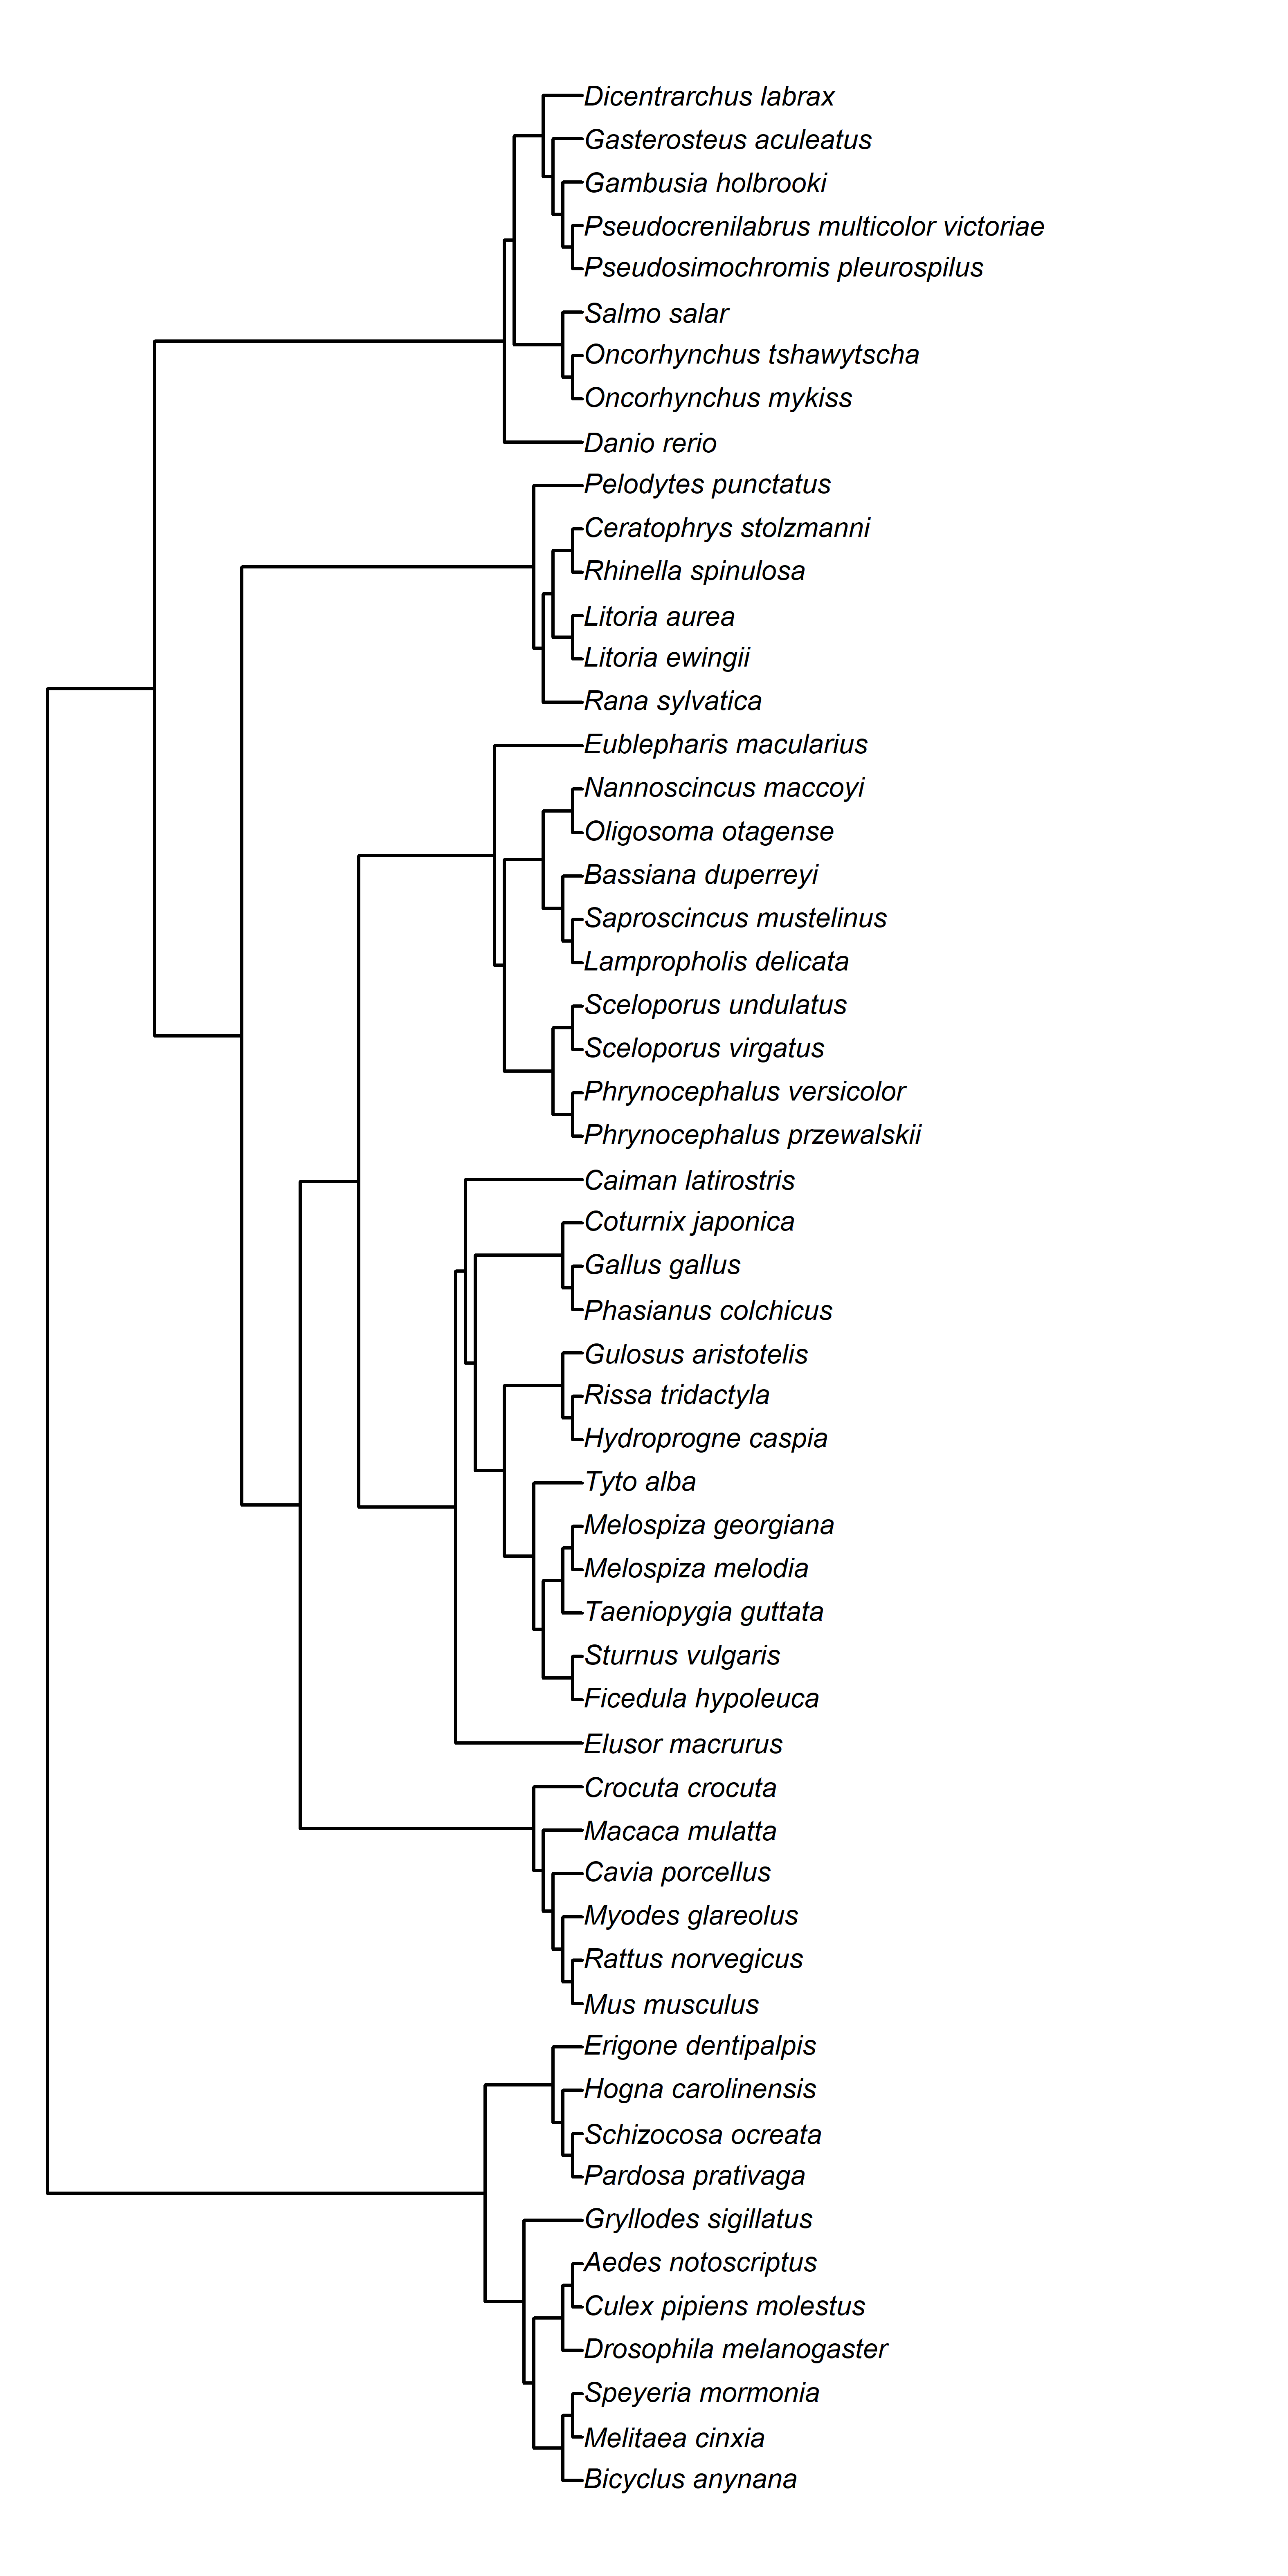 Dicentrarchus labrax
Gasterosteus aculeatus
Gambusia holbrooki
Pseudocrenilabrus multicolor victoriae
Pseudosimochromis pleurospilus
Salmo salar
Oncorhynchus tshawytscha
Oncorhynchus mykiss
Danio rerio
Pelodytes punctatus
Ceratophrys stolzmanni
Rhinella spinulosa
Litoria aurea
Litoria ewingii
Rana sylvatica
Eublepharis macularius
Nannoscincus maccoyi
Oligosoma otagense
Bassiana duperreyi
Saproscincus mustelinus
Lampropholis delicata
Sceloporus undulatus
Sceloporus virgatus
Phrynocephalus versicolor
Phrynocephalus przewalskii
Caiman latirostris
Coturnix japonica
Gallus gallus
Phasianus colchicus
Gulosus aristotelis
Rissa tridactyla
Hydroprogne caspia
Tyto alba
Melospiza georgiana
Melospiza melodia
Taeniopygia guttata
Sturnus vulgaris
Ficedula hypoleuca
Elusor macrurus
Crocuta crocuta
Macaca mulatta
Cavia porcellus
Myodes glareolus
Rattus norvegicus
Mus musculus
Erigone dentipalpis
Hogna carolinensis
Schizocosa ocreata
Pardosa prativaga
Gryllodes sigillatus
Aedes notoscriptus
Culex pipiens molestus
Drosophila melanogaster
Speyeria mormonia
Melitaea cinxia
Bicyclus anynana